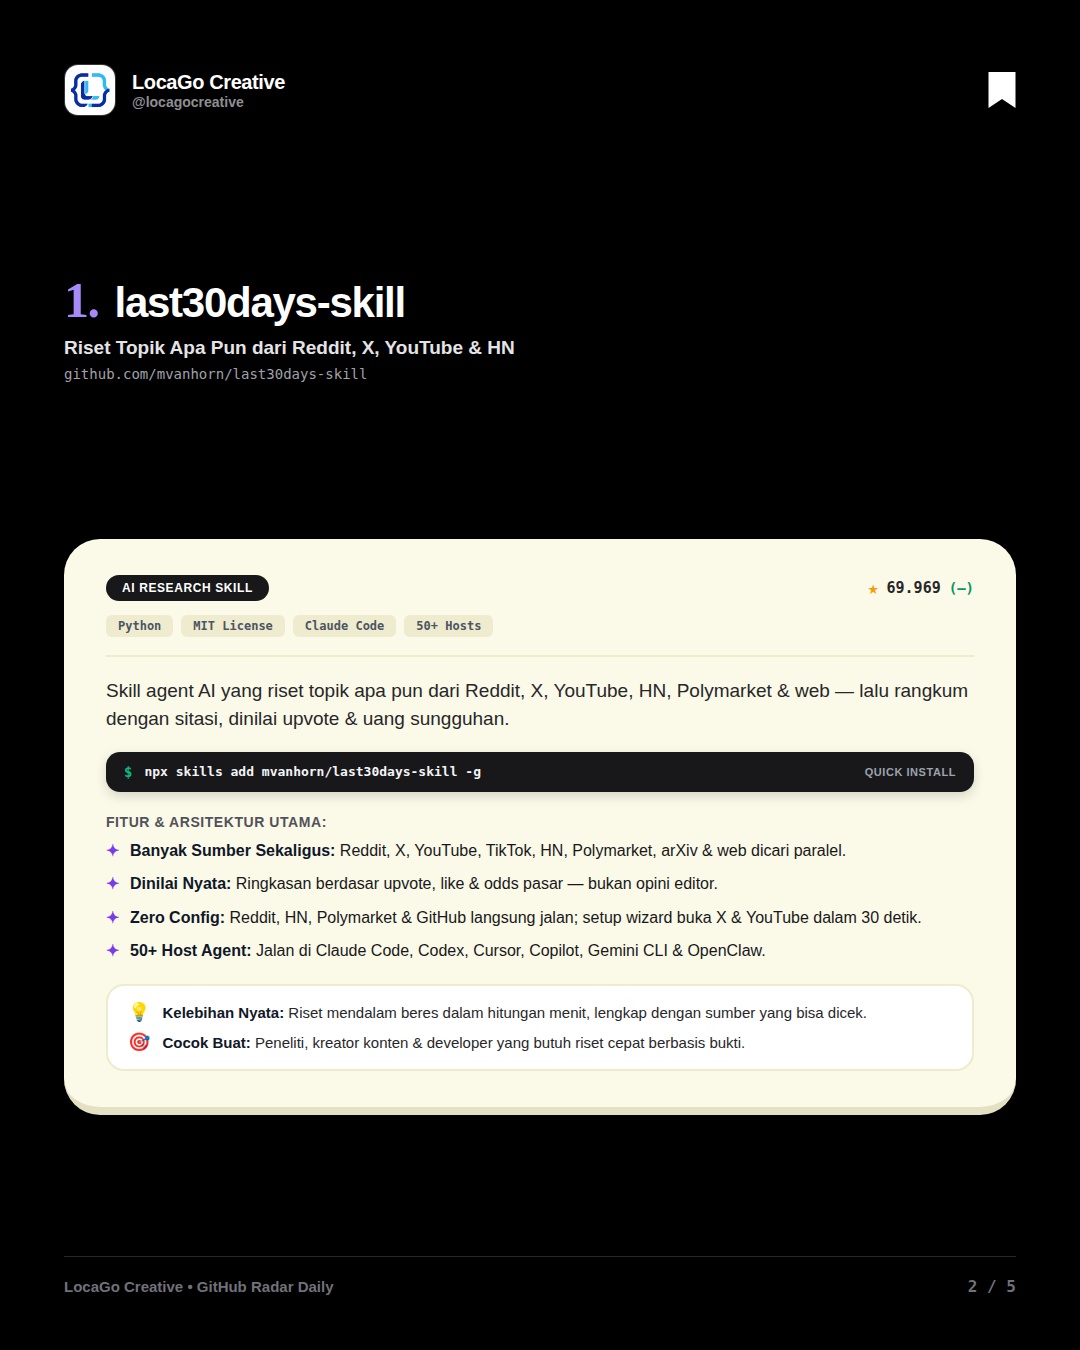 LocaGo Creative
@locagocreative
1. last30days-skill
Riset Topik Apa Pun dari Reddit, X, YouTube & HN
github.com/mvanhorn/last30days-skill
AI RESEARCH SKILL
★ 69.969 (—)
Python MIT License Claude Code 50+ Hosts
Skill agent AI yang riset topik apa pun dari Reddit, X, YouTube, HN, Polymarket & web — lalu rangkum
dengan sitasi, dinilai upvote & uang sungguhan.
$ npx skills add mvanhorn/last30days-skill -g QUICK INSTALL
FITUR & ARSITEKTUR UTAMA:
✦ Banyak Sumber Sekaligus: Reddit, X, YouTube, TikTok, HN, Polymarket, arXiv & web dicari paralel.
✦ Dinilai Nyata: Ringkasan berdasar upvote, like & odds pasar — bukan opini editor.
✦ Zero Config: Reddit, HN, Polymarket & GitHub langsung jalan; setup wizard buka X & YouTube dalam 30 detik.
✦ 50+ Host Agent: Jalan di Claude Code, Codex, Cursor, Copilot, Gemini CLI & OpenClaw.
💡 Kelebihan Nyata: Riset mendalam beres dalam hitungan menit, lengkap dengan sumber yang bisa dicek.
🎯 Cocok Buat: Peneliti, kreator konten & developer yang butuh riset cepat berbasis bukti.
LocaGo Creative • GitHub Radar Daily
2 / 5